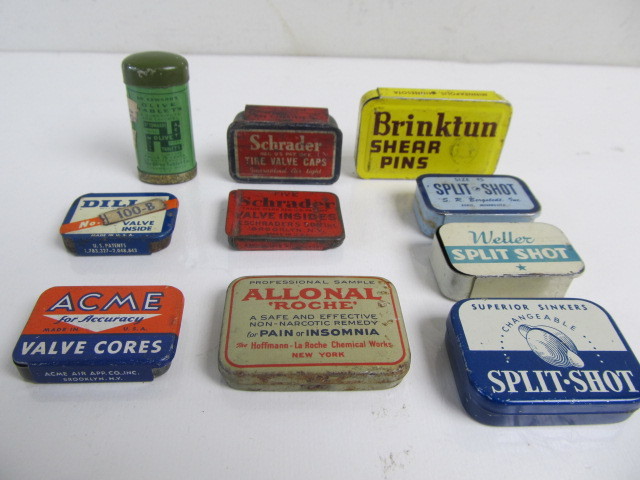 OLIVE
TABLETS
Schrader
TIRE VALVE CAPS
Brinktun
SHEAR
PINS
SPLIT-SHOT
DILL
No.
100-B
VALVE
INSIDE
U.S. PATENTS
Schrader
VALVE INSIDES
Weller
SPLIT SHOT
ACME
for Accuracy
MADE IN U.S.A.
VALVE CORES
ACME AIR APP. CO., INC.
BROOKLYN, N.Y.
PROFESSIONAL SAMPLE
ALLONAL
'ROCHE'
A SAFE AND EFFECTIVE
NON-NARCOTIC REMEDY
for PAIN or INSOMNIA
The Hoffmann-La Roche Chemical Works.
NEW YORK
SUPERIOR SINKERS
CHANGEABLE
SPLIT-SHOT